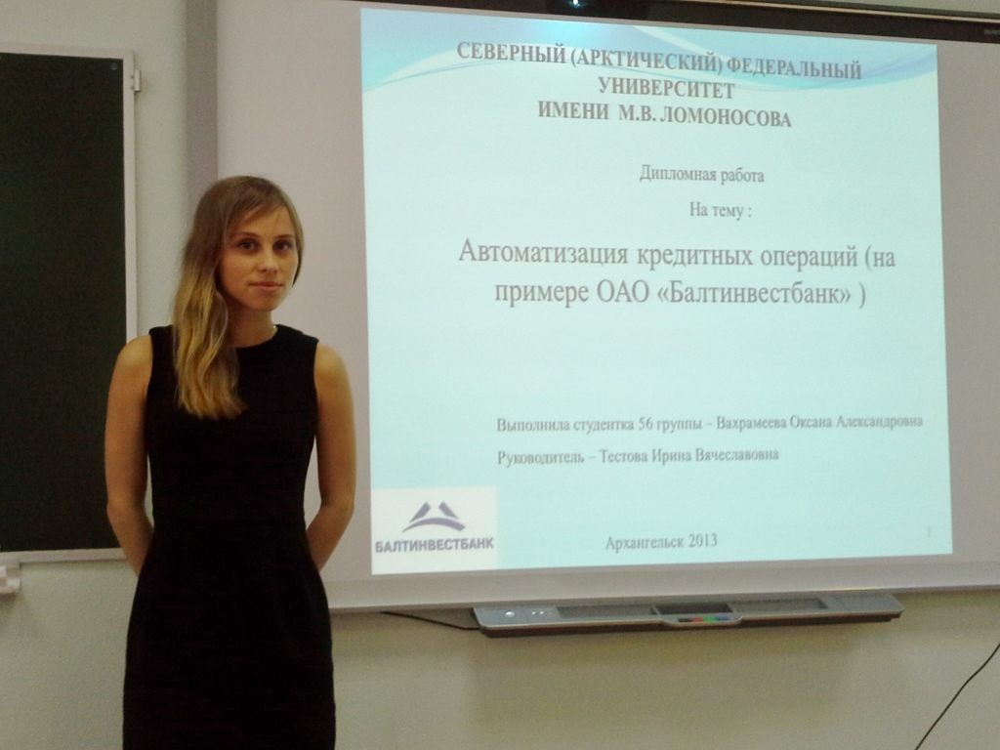 СЕВЕРНЫЙ (АРКТИЧЕСКИЙ) ФЕДЕРАЛЬНЫЙ
УНИВЕРСИТЕТ
ИМЕНИ М.В. ЛОМОНОСОВА
Дипломная работа
На тему :
Автоматизация кредитных операций (на
примере ОАО «Балтинвестбанк» )
Выполнила студентка 56 группы – Вахрамеева Оксана Александровна
Руководитель – Тестова Ирина Вячеславовна
БАЛТИНВЕСТБАНК
Архангельск 2013